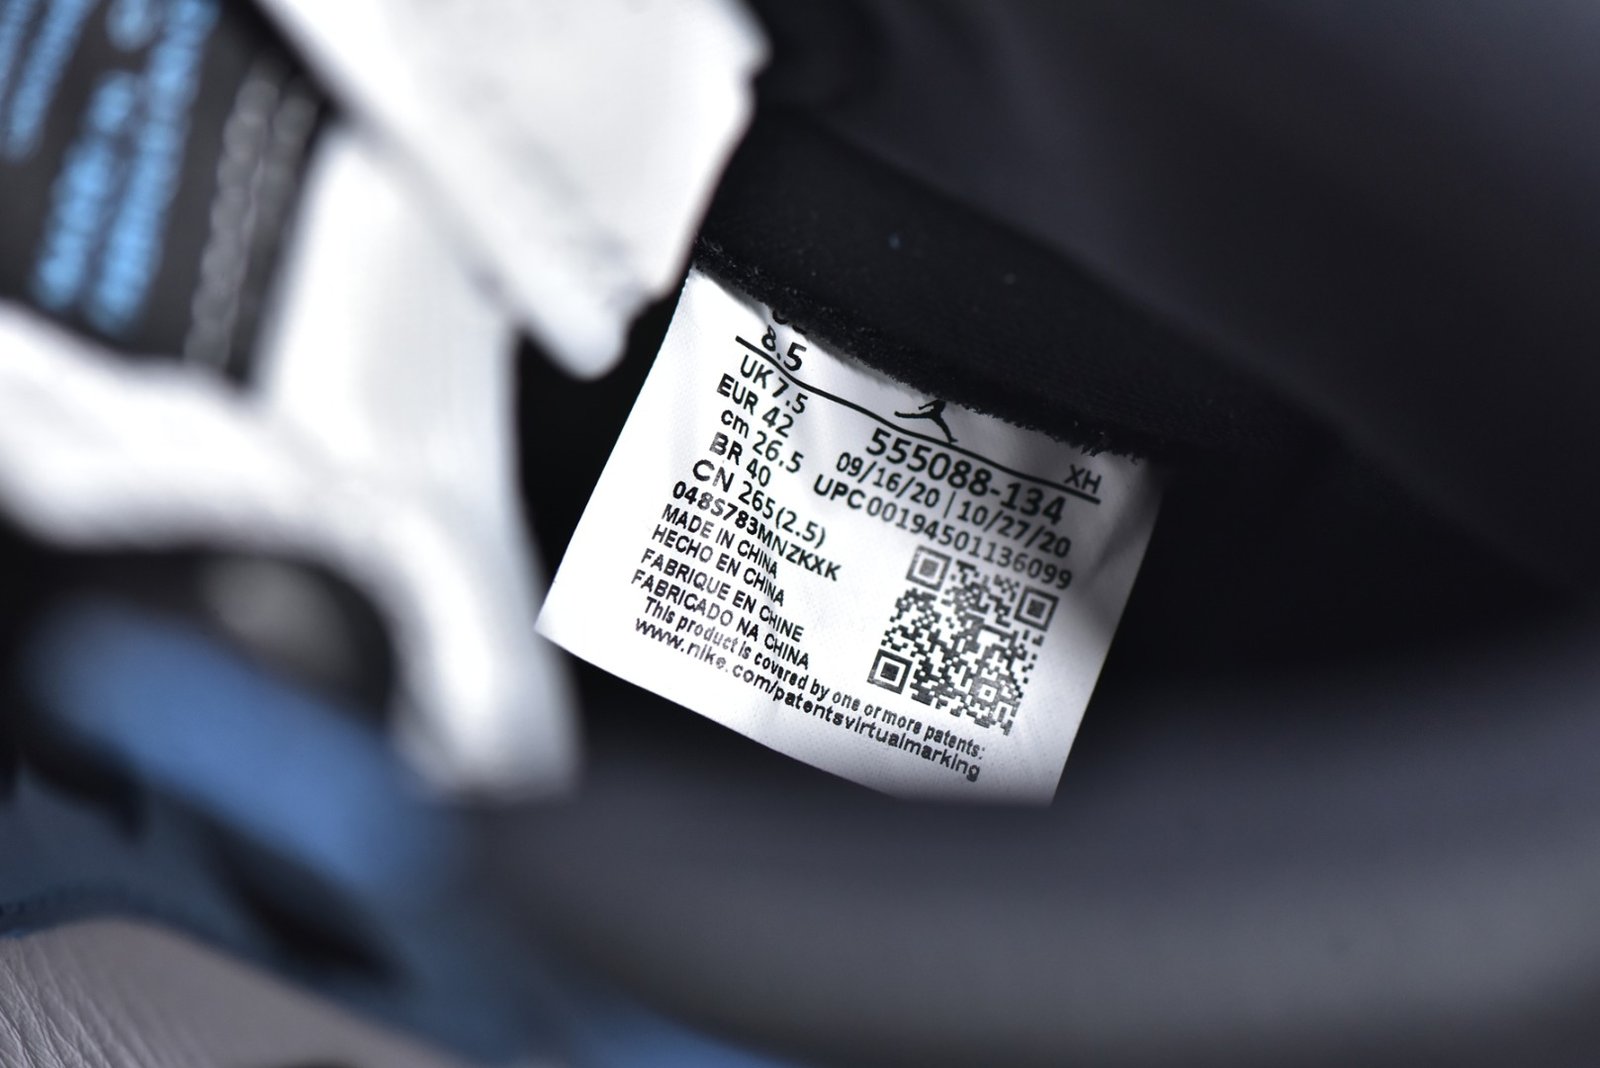 8.5
UK 7.5
EUR 42
cm 26.5
BR 40
CN 265(2.5)
048S783MNZKXK
MADE IN CHINA
HECHO EN CHINA
FABRIQUE EN CHINE
FABRICADO NA CHINA
This product is covered by one or more patents:
www.nike.com/patentsvirtualmarking
XH
555088-134
09/16/20 | 10/27/20
UPC00194501136099